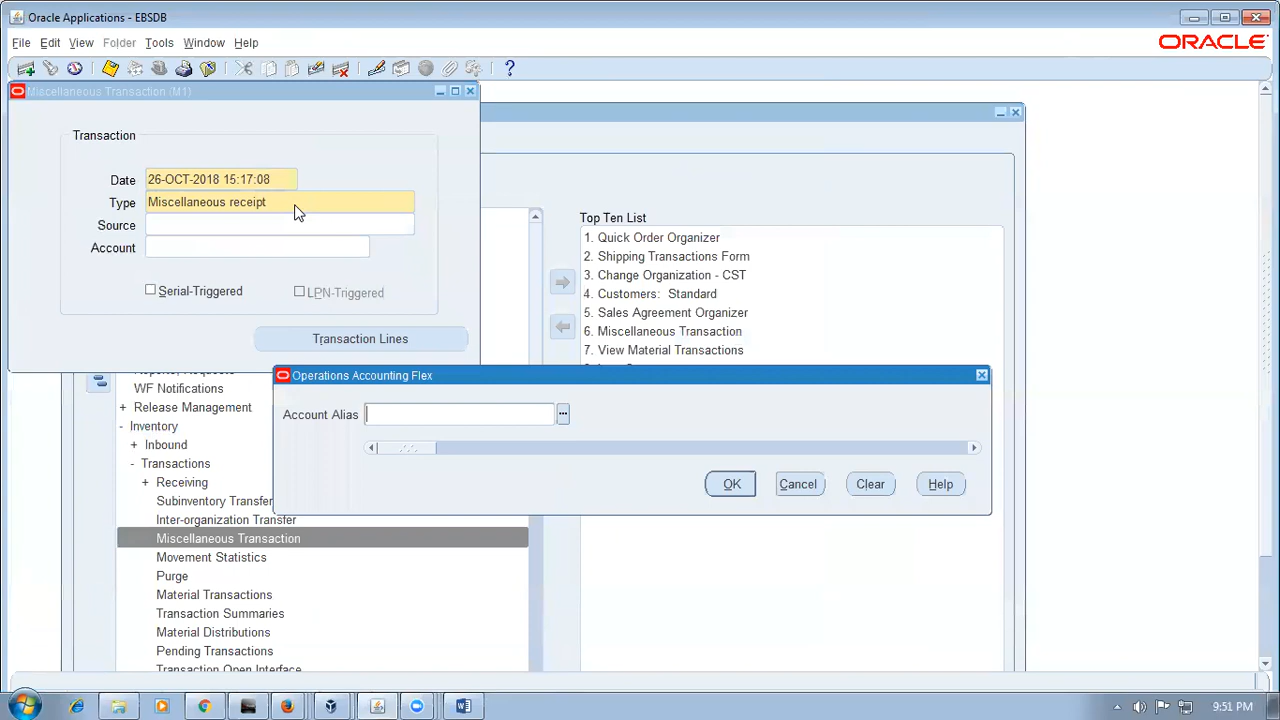 Oracle Applications - EBSDB
File Edit View Folder Tools Window Help
ORACLE
Miscellaneous Transaction (M1)
Transaction
Date 26-OCT-2018 15:17:08
Type Miscellaneous receipt
Source
Account
Serial-Triggered LPN-Triggered
Transaction Lines
Top Ten List
1. Quick Order Organizer
2. Shipping Transactions Form
3. Change Organization - CST
4. Customers: Standard
5. Sales Agreement Organizer
6. Miscellaneous Transaction
7. View Material Transactions
Operations Accounting Flex
Account Alias
OK Cancel Clear Help
WF Notifications
+ Release Management
- Inventory
+ Inbound
- Transactions
+ Receiving
Subinventory Transfer
Inter-organization Transfer
Miscellaneous Transaction
Movement Statistics
Purge
Material Transactions
Transaction Summaries
Material Distributions
Pending Transactions
Transaction Open Interface
9:51 PM